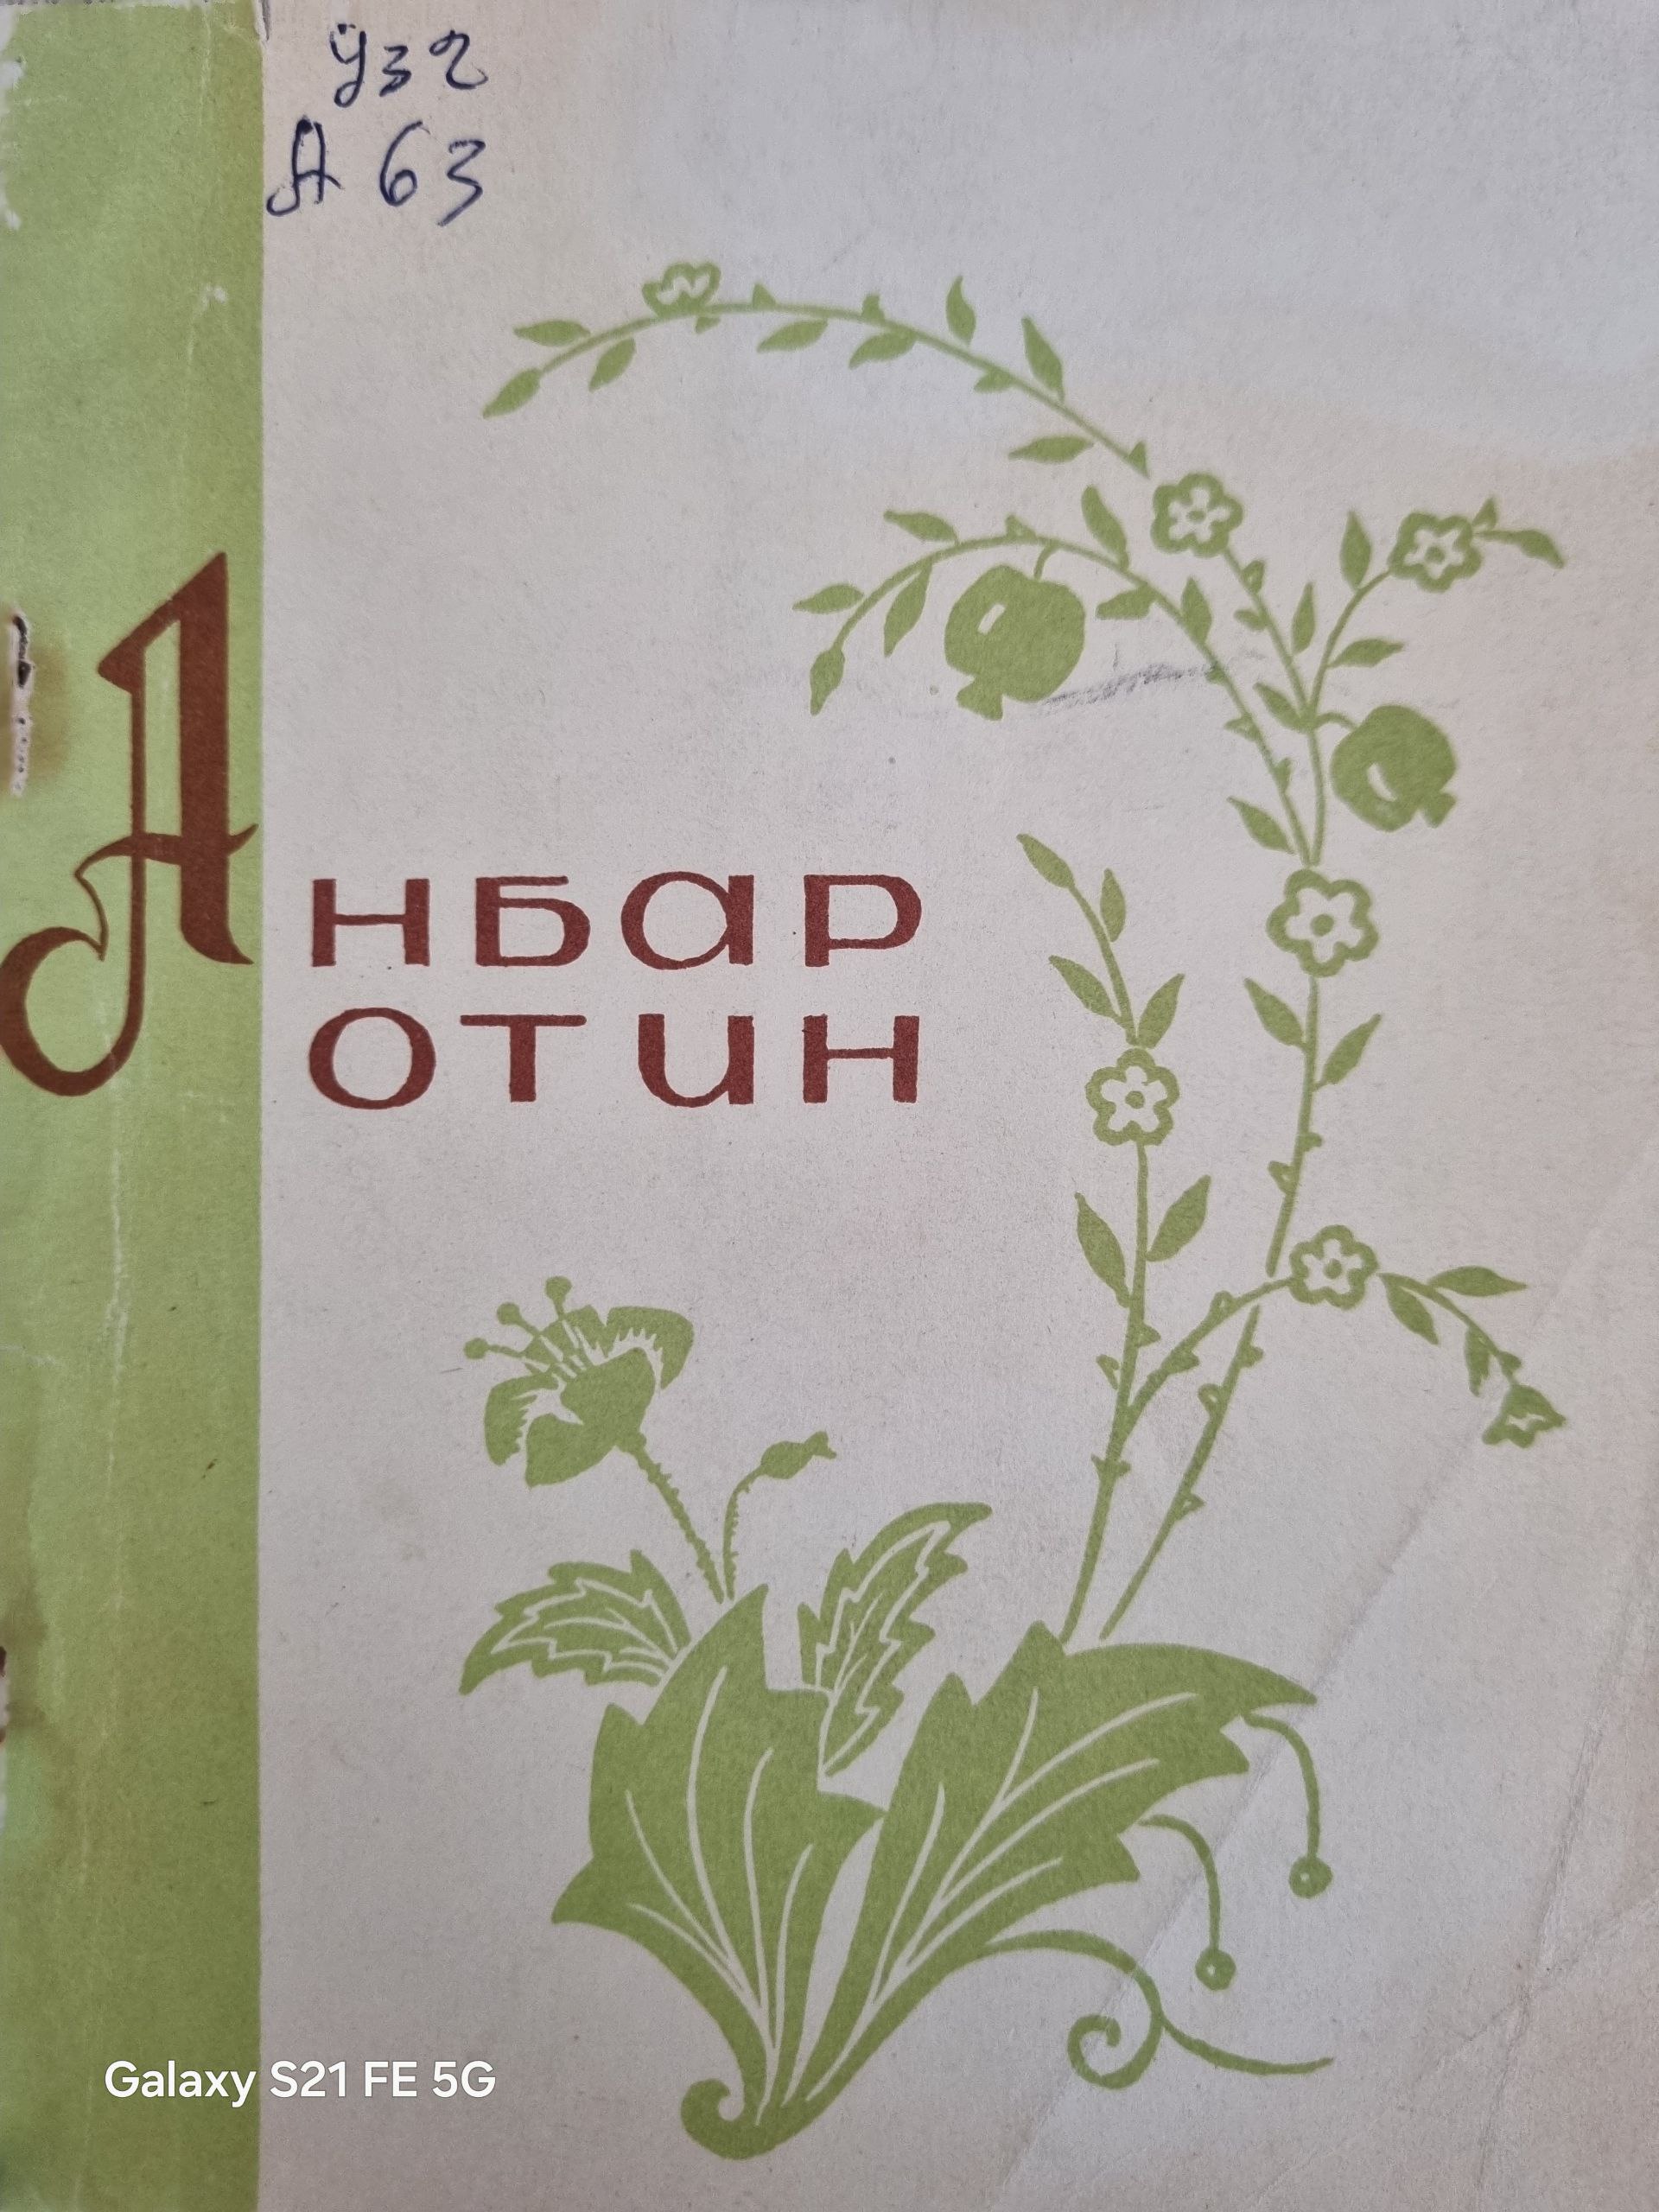 Ўз2
А 63
Анбар
отин
Galaxy S21 FE 5G